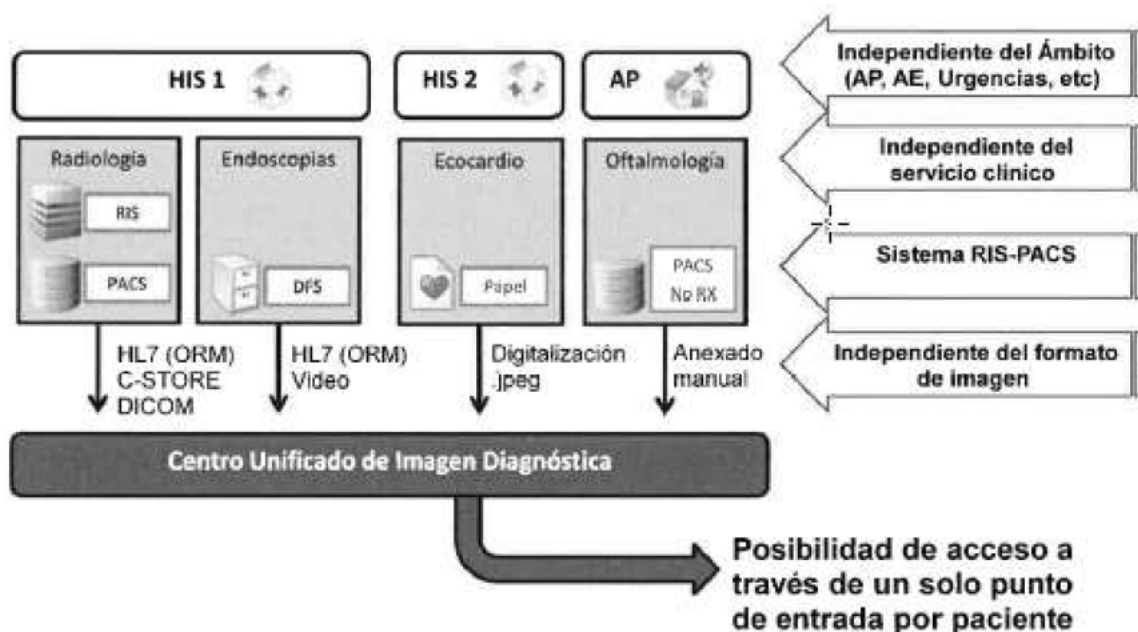 HIS 1
HIS 2
AP
Radiología
RIS
PACS
Endoscopias
DFS
Ecocardio
Papel
Oftalmología
PACS
No RX
HL7 (ORM)
C-STORE
DICOM
HL7 (ORM)
Video
Digitalización
.jpeg
Anexado
manual
Independiente del Ámbito
(AP, AE, Urgencias, etc)
Independiente del
servicio clínico
Sistema RIS-PACS
Independiente del formato
de imagen
Centro Unificado de Imagen Diagnóstica
Posibilidad de acceso a
través de un solo punto
de entrada por paciente